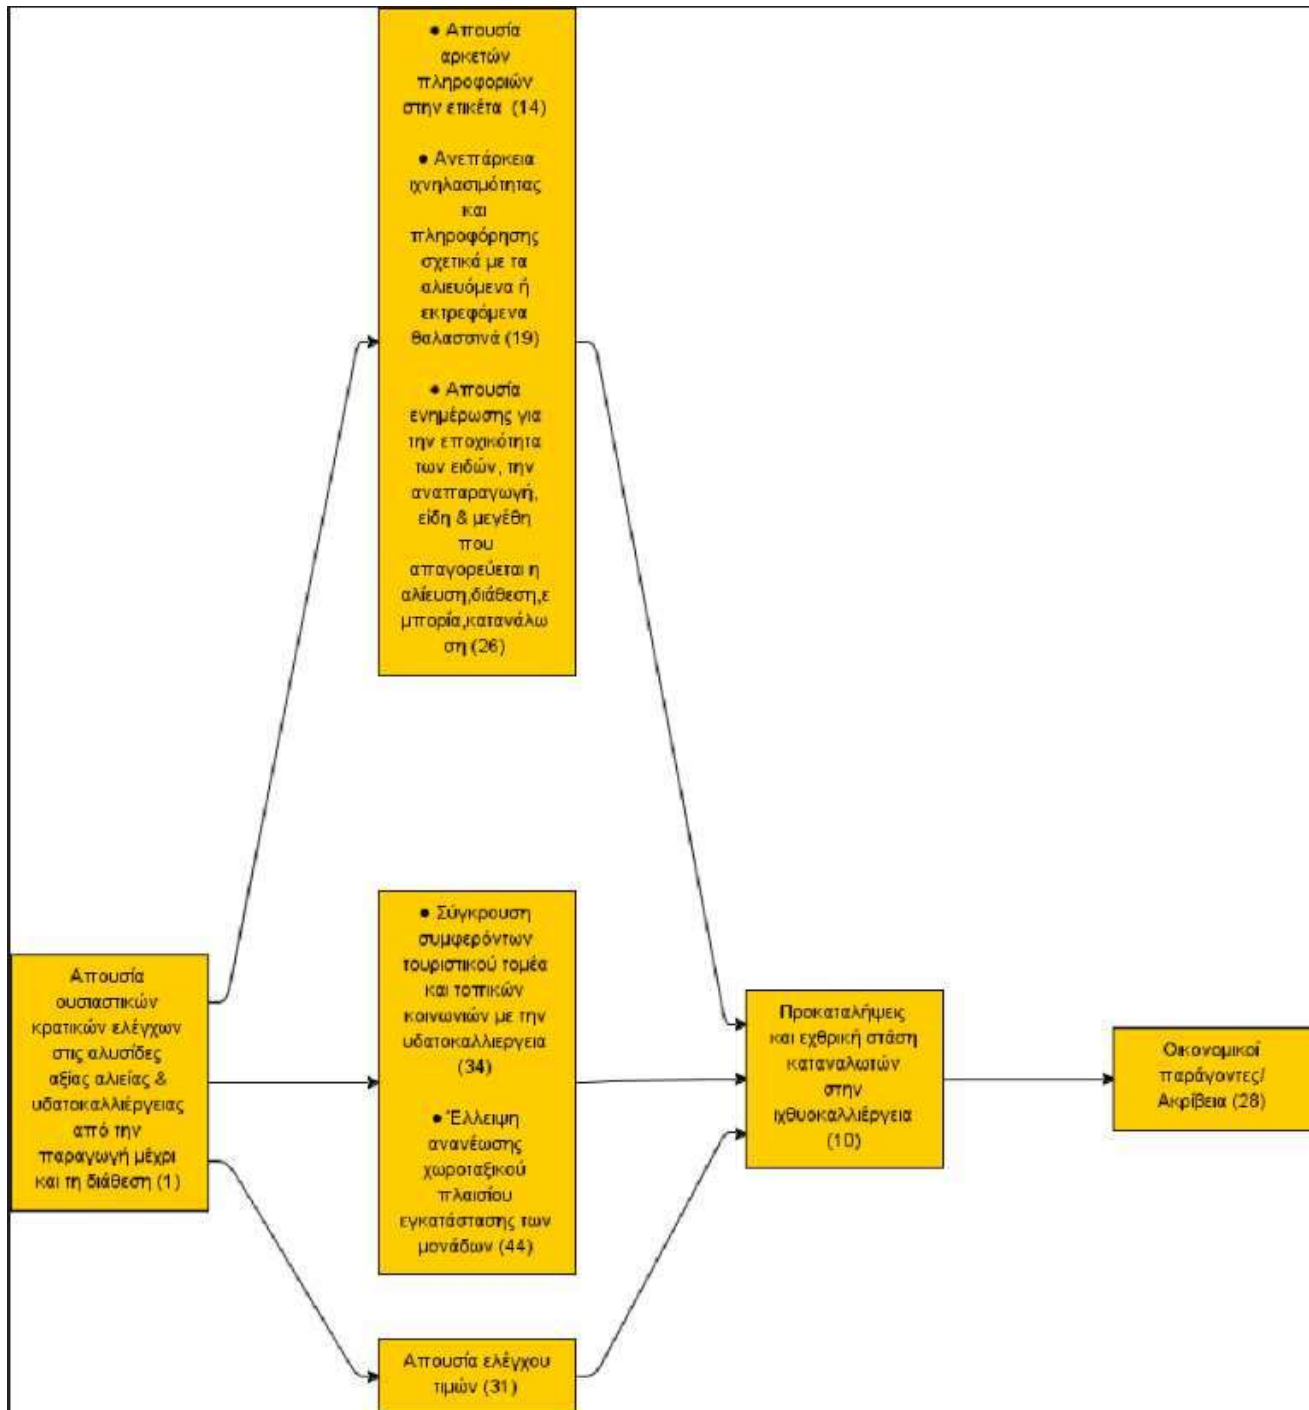 ● Απουσία
αρκετών
πληροφοριών
στην ετικέτα (14)
● Ανεπάρκεια
ιχνηλασιμότητας
και
πληροφόρησης
σχετικά με τα
αλιευόμενα ή
εκτρεφόμενα
θαλασσινά (19)
● Απουσία
ενημέρωσης για
την εποχικότητα
των ειδών, την
αναπαραγωγή,
είδη & μεγέθη
που
απαγορεύεται η
αλίευση,διάθεση,ε
μπορία,κατανάλω
ση (26)
Απουσία
ουσιαστικών
κρατικών ελέγχων
στις αλυσίδες
αξίας αλιείας &
υδατοκαλλιέργειας
από την
παραγωγή μέχρι
και τη διάθεση (1)
● Σύγκρουση
συμφερόντων
τουριστικού τομέα
και τοπικών
κοινωνιών με την
υδατοκαλλιεργεια
(34)
● Έλλειψη
ανανέωσης
χωροταξικού
πλαισίου
εγκατάστασης των
μονάδων (44)
Απουσία ελέγχου
τιμών (31)
Προκαταλήψεις
και εχθρική στάση
καταναλωτών
στην
ιχθυοκαλλιέργεια
(10)
Οικονομικοί
παράγοντες/
Ακρίβεια (28)